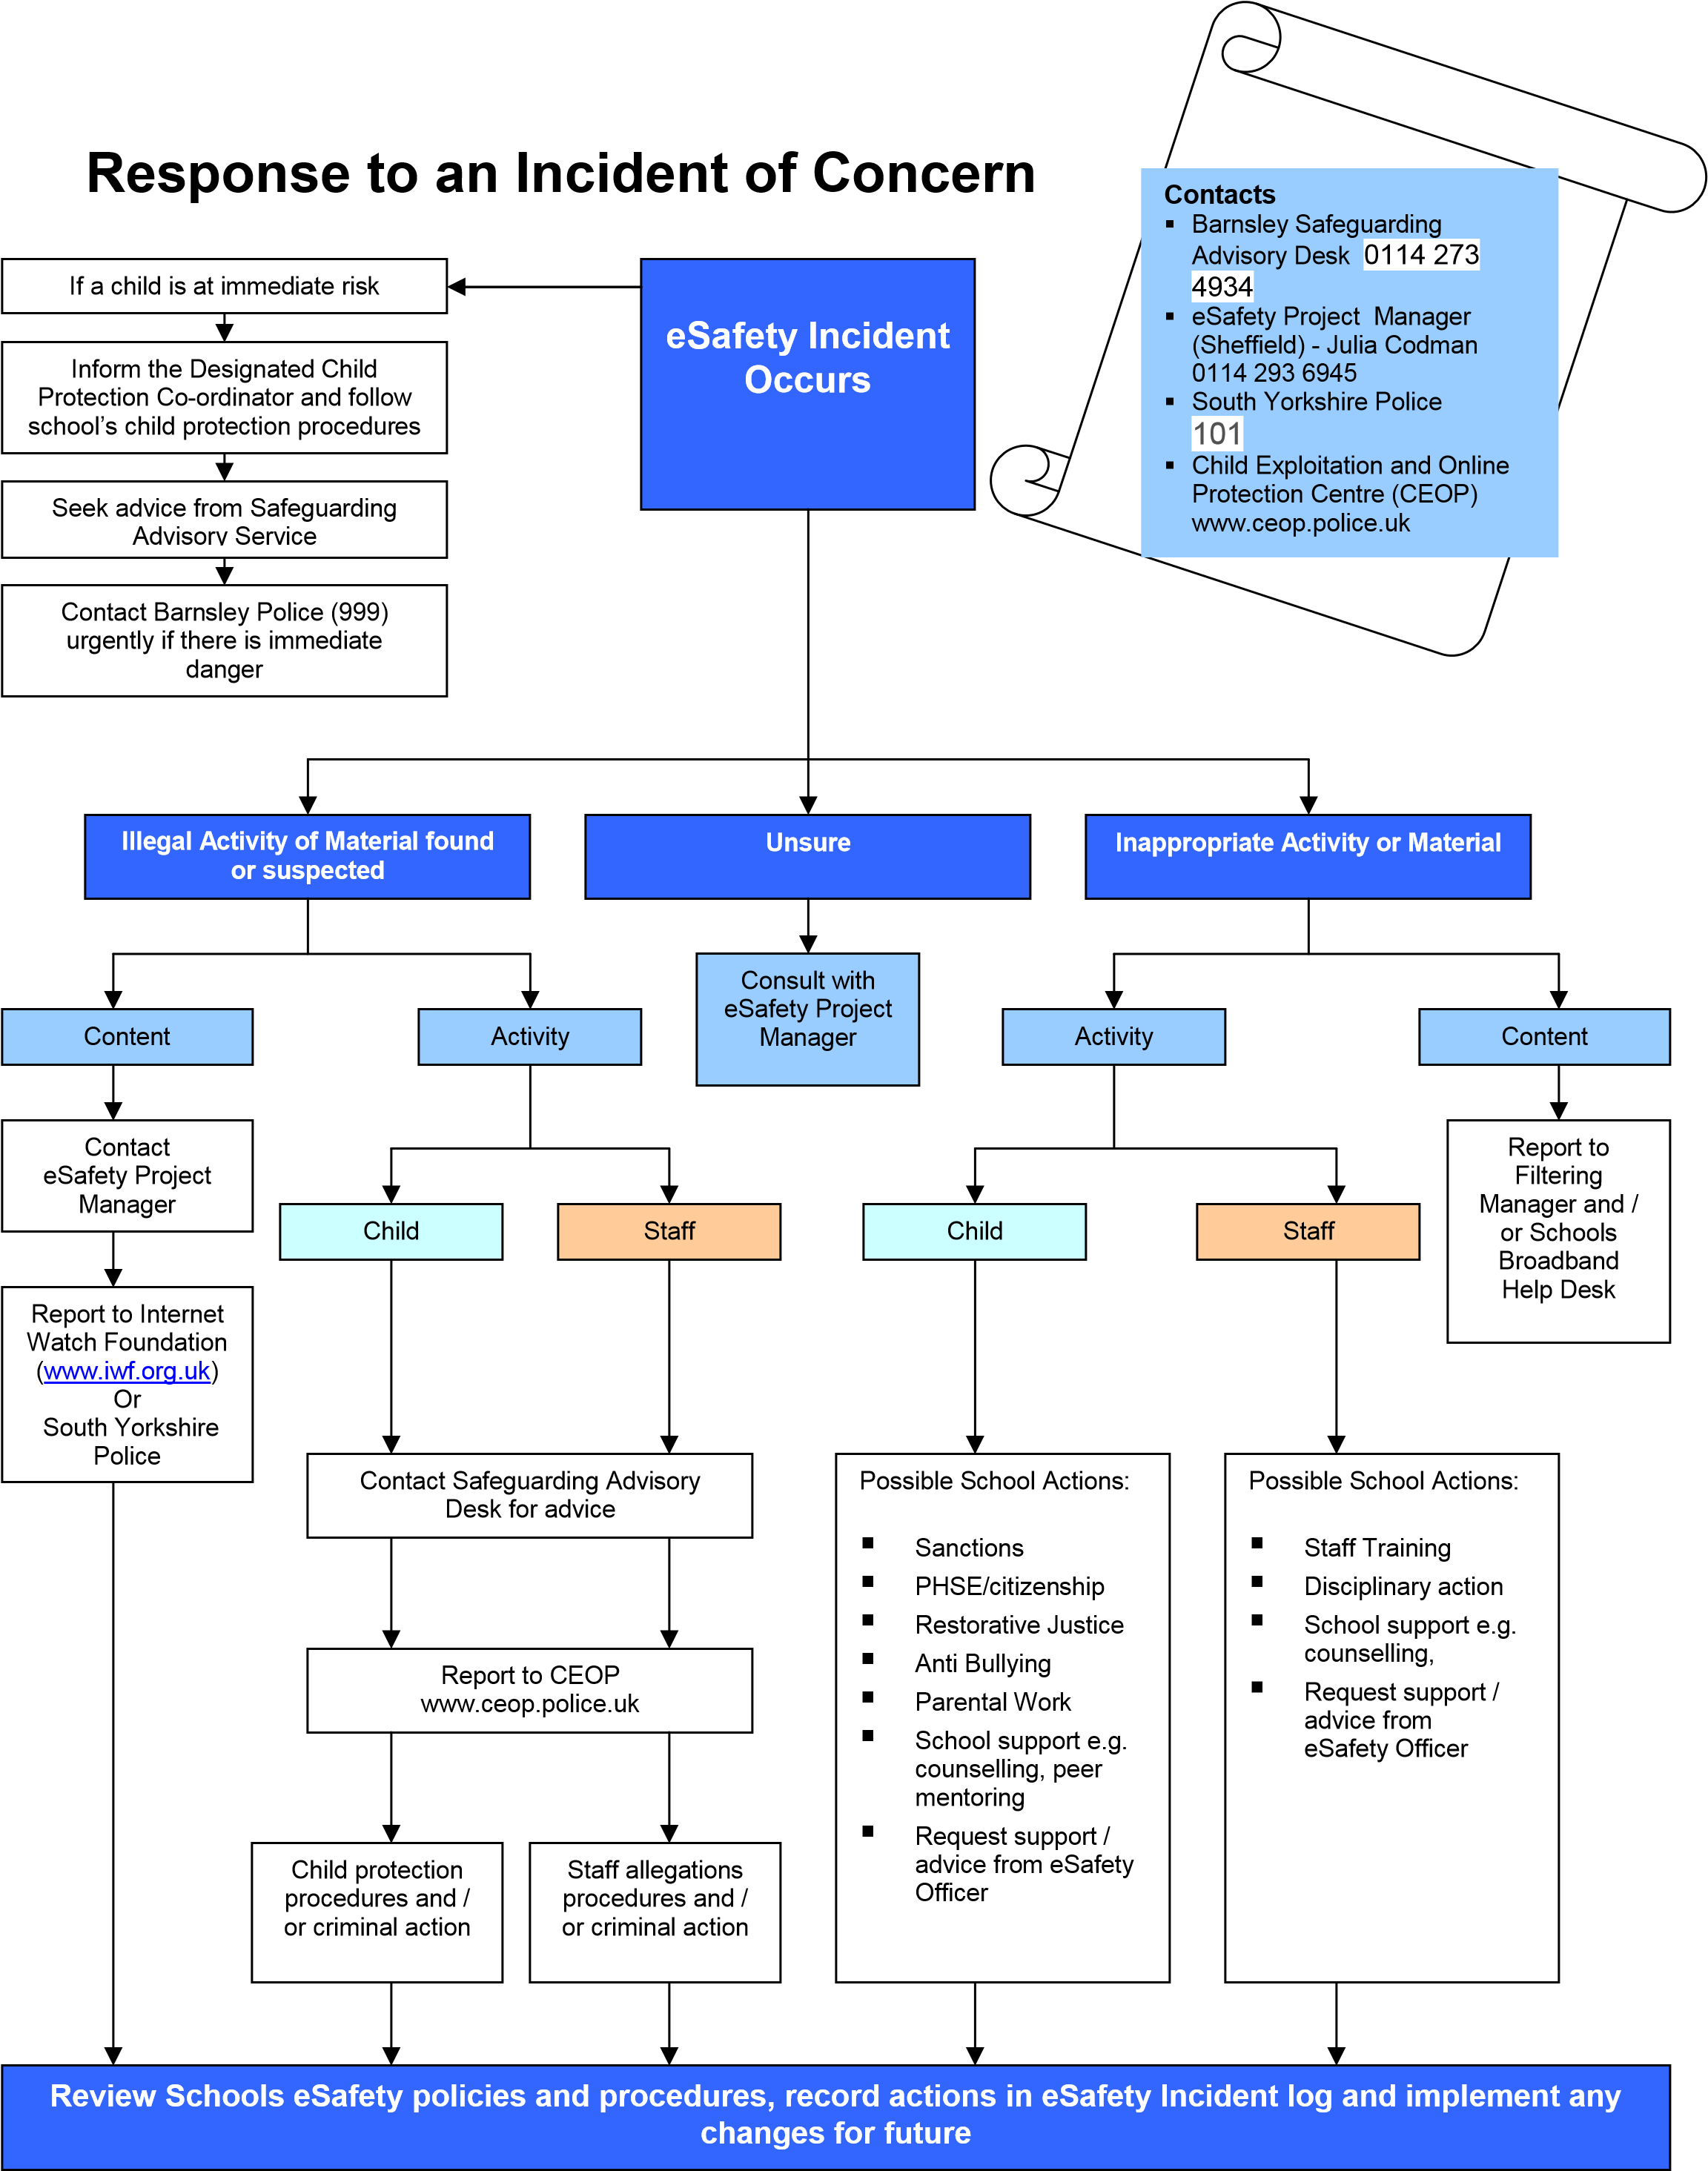 Response to an Incident of Concern
Contacts
▪ Barnsley Safeguarding
Advisory Desk 0114 273
4934
▪ eSafety Project Manager
(Sheffield) - Julia Codman
0114 293 6945
▪ South Yorkshire Police
101
▪ Child Exploitation and Online
Protection Centre (CEOP)
www.ceop.police.uk
If a child is at immediate risk
eSafety Incident
Occurs
Inform the Designated Child
Protection Co-ordinator and follow
school’s child protection procedures
Seek advice from Safeguarding
Advisory Service
Contact Barnsley Police (999)
urgently if there is immediate
danger
Illegal Activity of Material found
or suspected
Unsure
Inappropriate Activity or Material
Content
Activity
Consult with
eSafety Project
Manager
Activity
Content
Contact
eSafety Project
Manager
Child
Staff
Child
Staff
Report to
Filtering
Manager and /
or Schools
Broadband
Help Desk
Report to Internet
Watch Foundation
(www.iwf.org.uk)
Or
South Yorkshire
Police
Contact Safeguarding Advisory
Desk for advice
Report to CEOP
www.ceop.police.uk
Child protection
procedures and /
or criminal action
Staff allegations
procedures and /
or criminal action
Possible School Actions:
▪ Sanctions
▪ PHSE/citizenship
▪ Restorative Justice
▪ Anti Bullying
▪ Parental Work
▪ School support e.g.
counselling, peer
mentoring
▪ Request support /
advice from eSafety
Officer
Possible School Actions:
▪ Staff Training
▪ Disciplinary action
▪ School support e.g.
counselling,
▪ Request support /
advice from
eSafety Officer
Review Schools eSafety policies and procedures, record actions in eSafety Incident log and implement any
changes for future